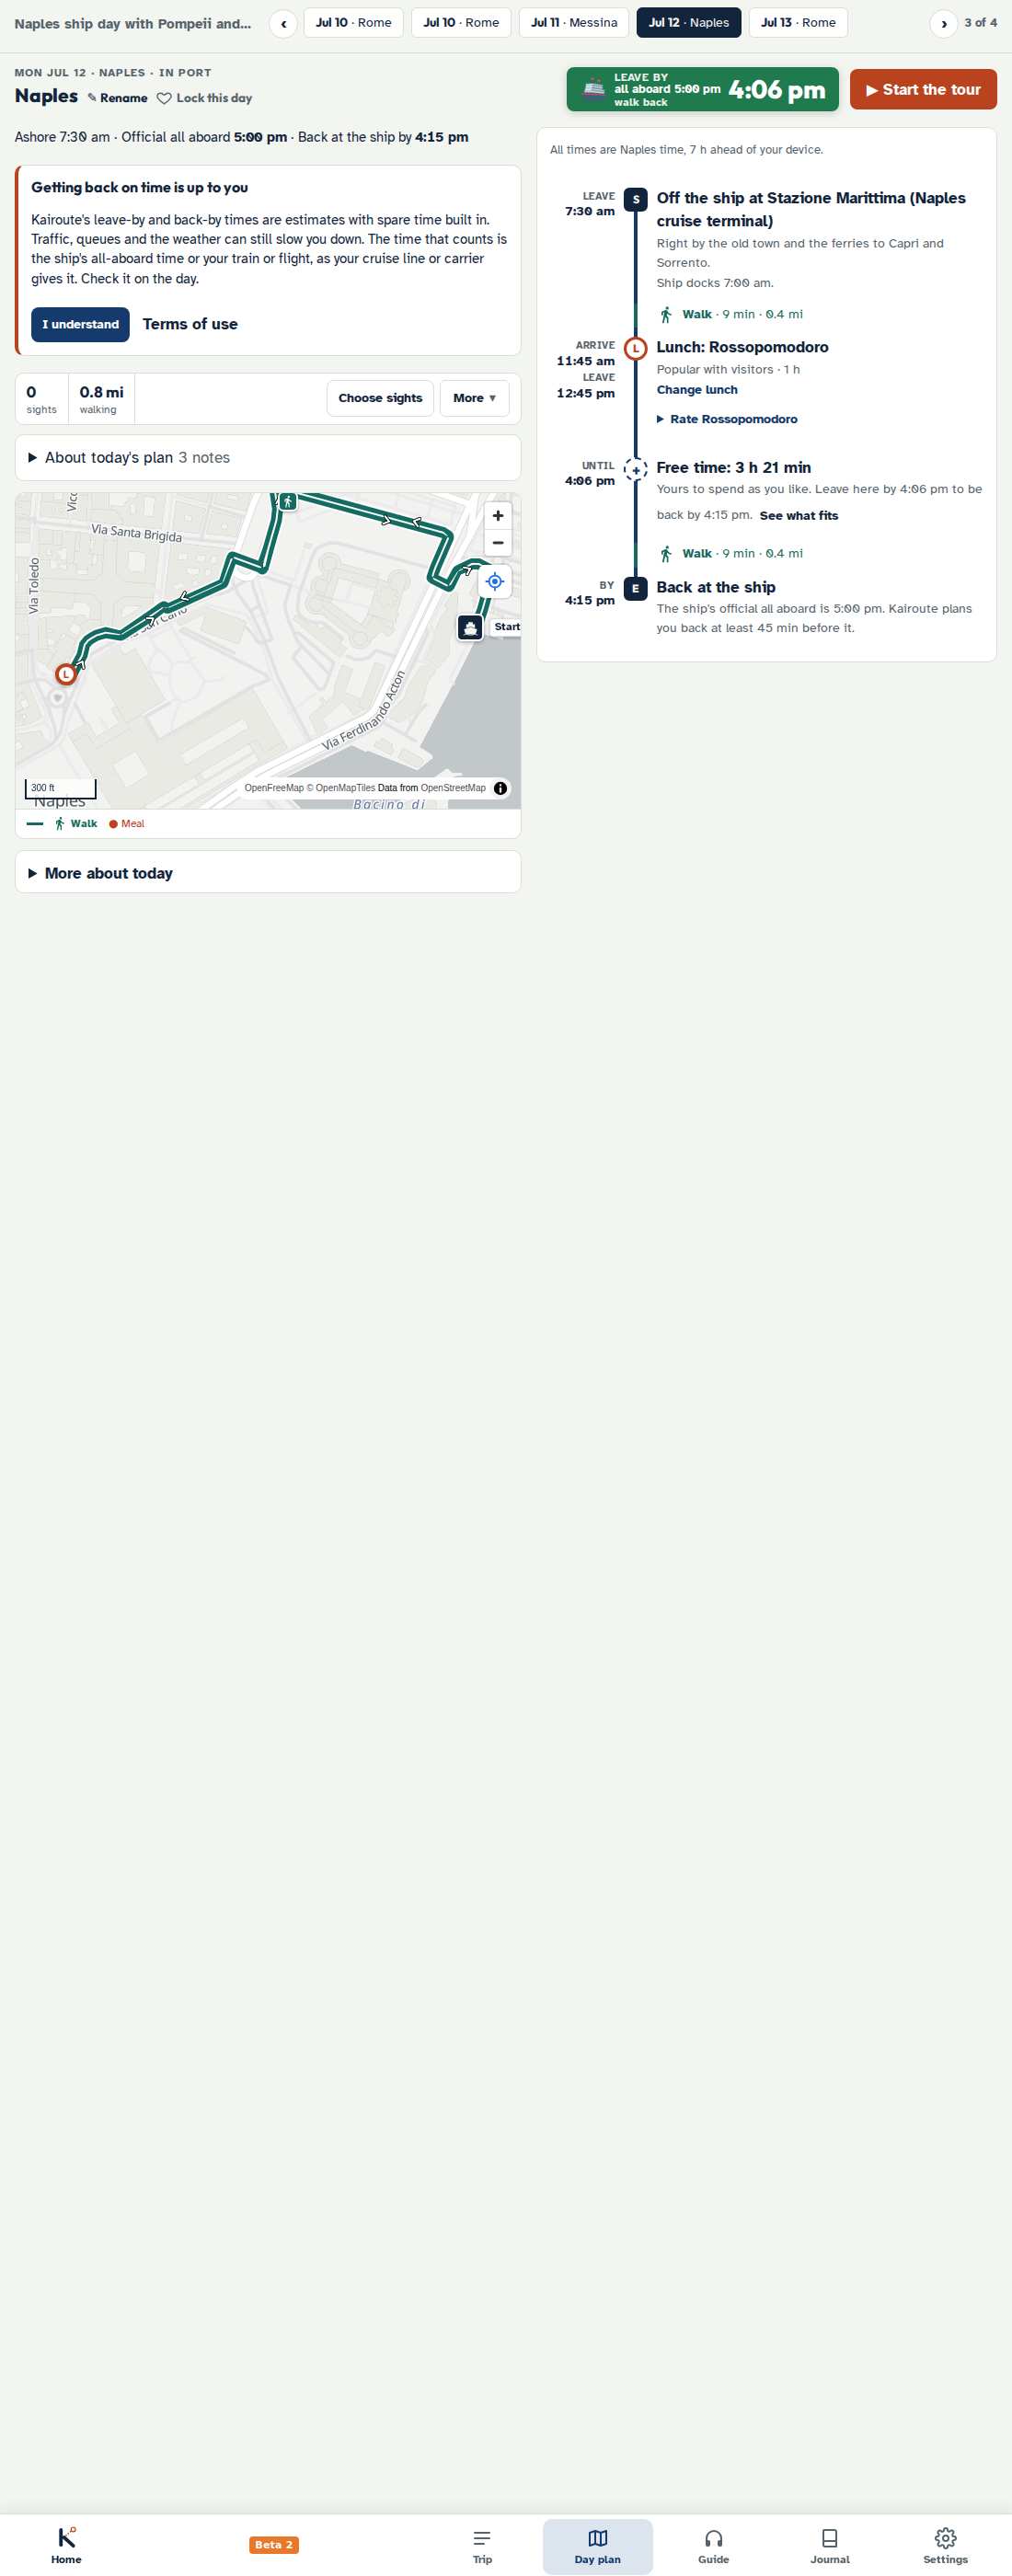 Naples ship day with Pompeii and...
‹
Jul 10 · Rome
Jul 10 · Rome
Jul 11 · Messina
Jul 12 · Naples
Jul 13 · Rome
›
3 of 4
MON JUL 12 · NAPLES · IN PORT
Naples
✎ Rename
Lock this day
LEAVE BY
all aboard 5:00 pm
walk back
4:06 pm
▶ Start the tour
Ashore 7:30 am · Official all aboard 5:00 pm · Back at the ship by 4:15 pm
Getting back on time is up to you
Kairoute's leave-by and back-by times are estimates with spare time built in.
Traffic, queues and the weather can still slow you down. The time that counts is
the ship's all-aboard time or your train or flight, as your cruise line or carrier
gives it. Check it on the day.
I understand
Terms of use
0
sights
0.8 mi
walking
Choose sights
More ▼
▶ About today's plan 3 notes
Via Santa Brigida
Via Toledo
Start
L
Via Ferdinando Acton
300 ft
Naples
OpenFreeMap © OpenMapTiles Data from OpenStreetMap
Bacino di
Walk
Meal
▶ More about today
All times are Naples time, 7 h ahead of your device.
LEAVE
7:30 am
S
Off the ship at Stazione Marittima (Naples
cruise terminal)
Right by the old town and the ferries to Capri and
Sorrento.
Ship docks 7:00 am.
Walk · 9 min · 0.4 mi
ARRIVE
11:45 am
LEAVE
12:45 pm
L
Lunch: Rossopomodoro
Popular with visitors · 1 h
Change lunch
▶ Rate Rossopomodoro
UNTIL
4:06 pm
+
Free time: 3 h 21 min
Yours to spend as you like. Leave here by 4:06 pm to be
back by 4:15 pm. See what fits
Walk · 9 min · 0.4 mi
BY
4:15 pm
E
Back at the ship
The ship's official all aboard is 5:00 pm. Kairoute plans
you back at least 45 min before it.
Home
Beta 2
Trip
Day plan
Guide
Journal
Settings